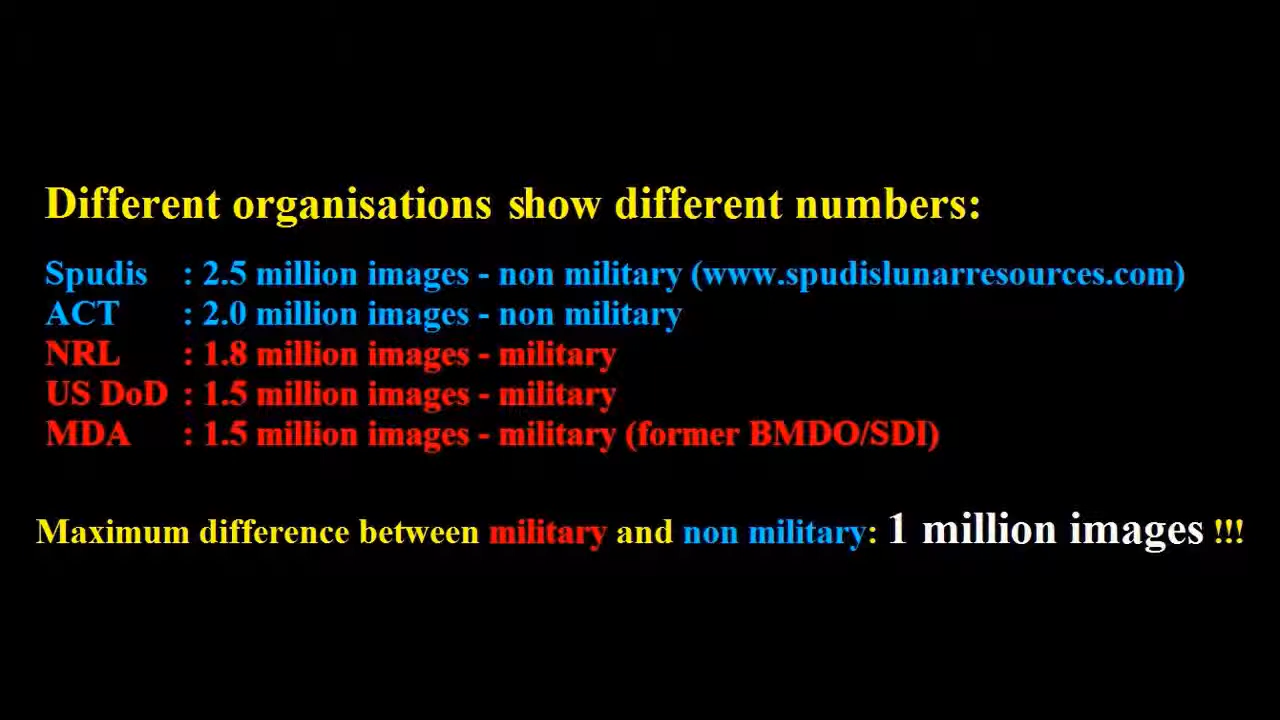 Different organisations show different numbers:
Spudis : 2.5 million images - non military (www.spudislunarresources.com)
ACT : 2.0 million images - non military
NRL : 1.8 million images - military
US DoD : 1.5 million images - military
MDA : 1.5 million images - military (former BMDO/SDI)
Maximum difference between military and non military: 1 million images !!!